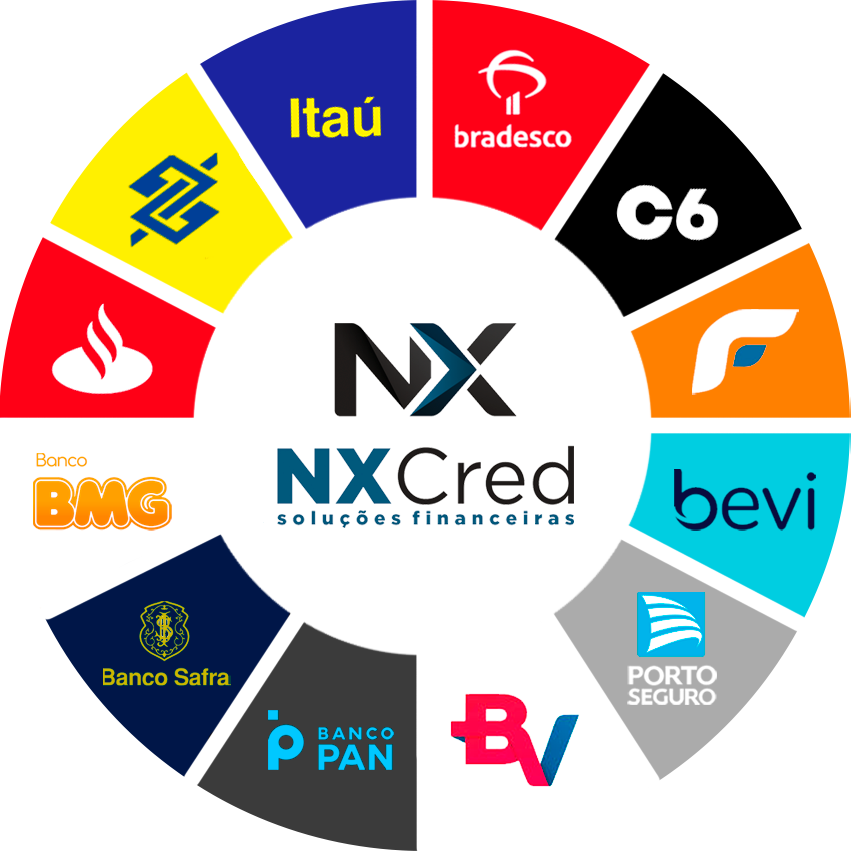 Itaú
bradesco
C6
NX
NXCred
soluções financeiras
Banco
BMG
bevi
Banco Safra
PORTO
SEGURO
BANCO
PAN
BV